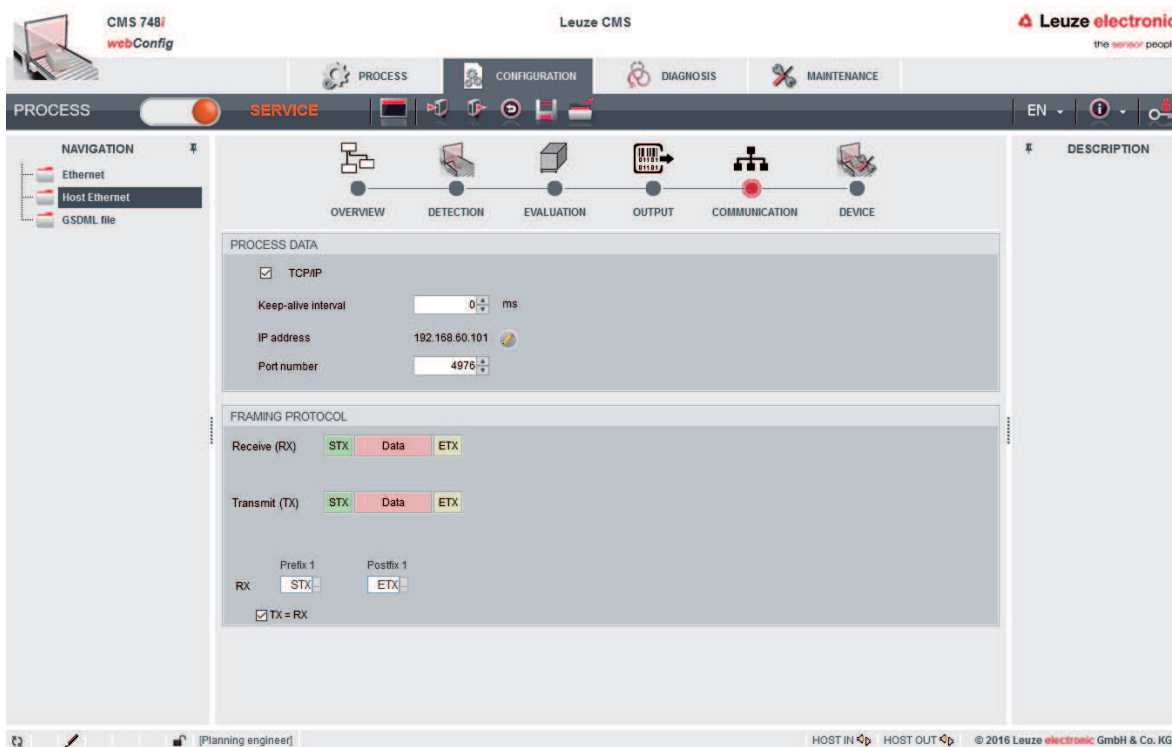 CMS 748i
webConfig
Leuze CMS
Leuze electronic
the sensor people
PROCESS
CONFIGURATION
DIAGNOSIS
MAINTENANCE
PROCESS
SERVICE
EN
NAVIGATION
Ethernet
Host Ethernet
GSDML file
OVERVIEW
DETECTION
EVALUATION
OUTPUT
COMMUNICATION
DEVICE
DESCRIPTION
PROCESS DATA
TCP/IP
Keep-alive interval 0 ms
IP address 192.168.60.101
Port number 4976
FRAMING PROTOCOL
Receive (RX) STX Data ETX
Transmit (TX) STX Data ETX
Prefix 1 Postfix 1
RX STX ... ETX ...
TX = RX
[Planning engineer]
HOST IN HOST OUT © 2016 Leuze electronic GmbH & Co. KG